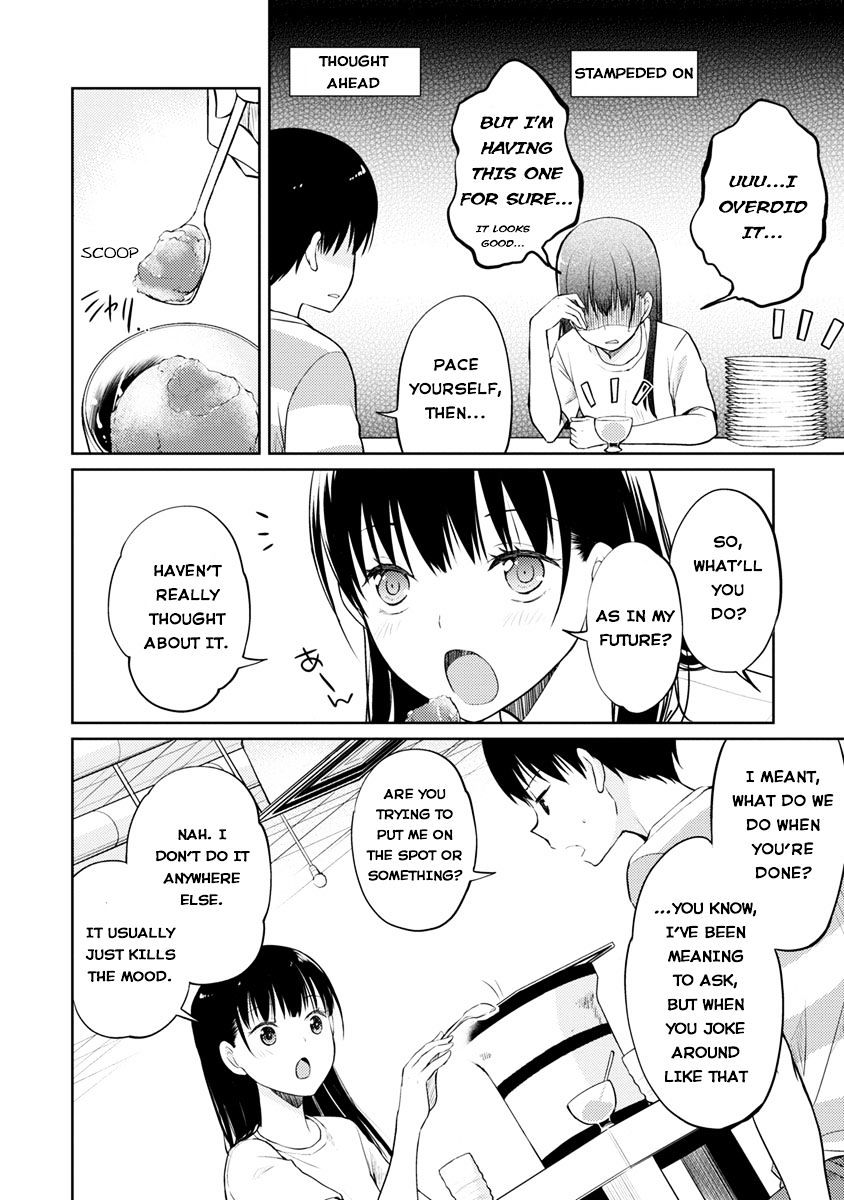 STAMPEDED ON
UUU...I
OVERDID
IT...
BUT I'M
HAVING
THIS ONE
FOR SURE...
IT LOOKS
GOOD...
THOUGHT
AHEAD
PACE
YOURSELF,
THEN...
SCOOP
シャリ...
SO,
WHAT'LL
YOU
DO?
AS IN MY
FUTURE?
HAVEN'T
REALLY
THOUGHT
ABOUT IT.
あーん
I MEANT,
WHAT DO WE
DO WHEN
YOU'RE
DONE?
...YOU KNOW,
I'VE BEEN
MEANING
TO ASK,
BUT WHEN
YOU JOKE
AROUND
LIKE THAT
ARE YOU
TRYING TO
PUT ME ON
THE SPOT OR
SOMETHING?
NAH. I
DON'T DO IT
ANYWHERE
ELSE.
IT USUALLY
JUST KILLS
THE MOOD.